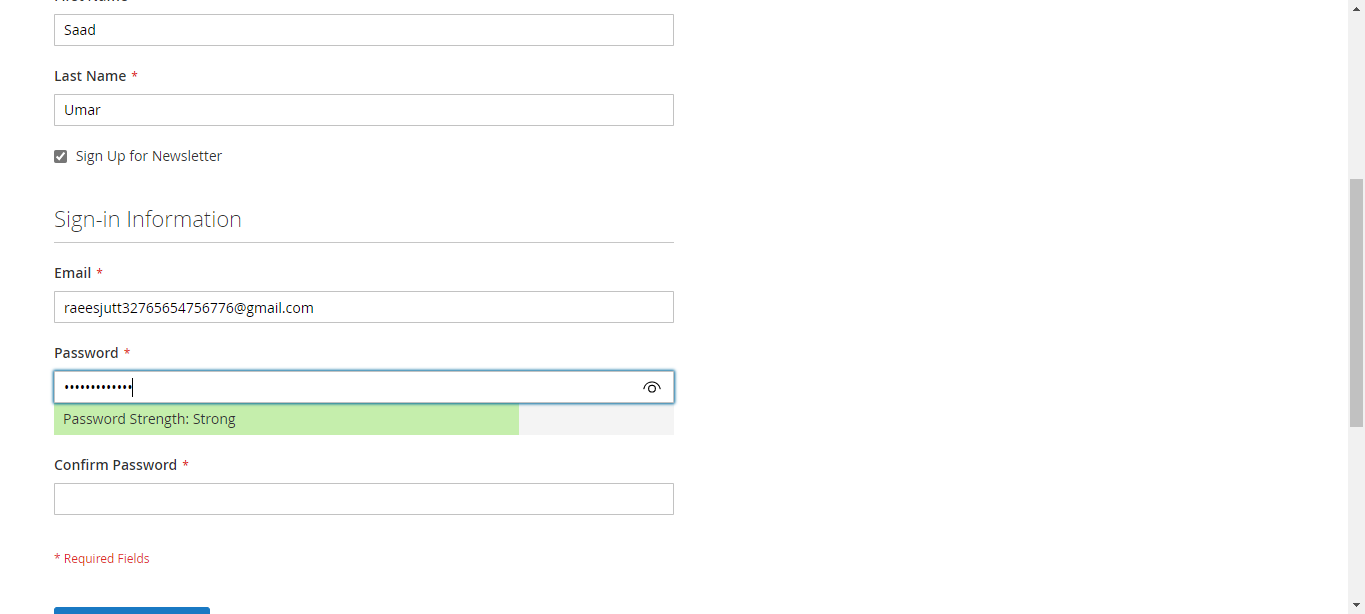 Saad
Last Name *
Umar
Sign Up for Newsletter
Sign-in Information
Email *
raeesjutt32765654756776@gmail.com
Password *
•••••••••••••
Password Strength: Strong
Confirm Password *
* Required Fields